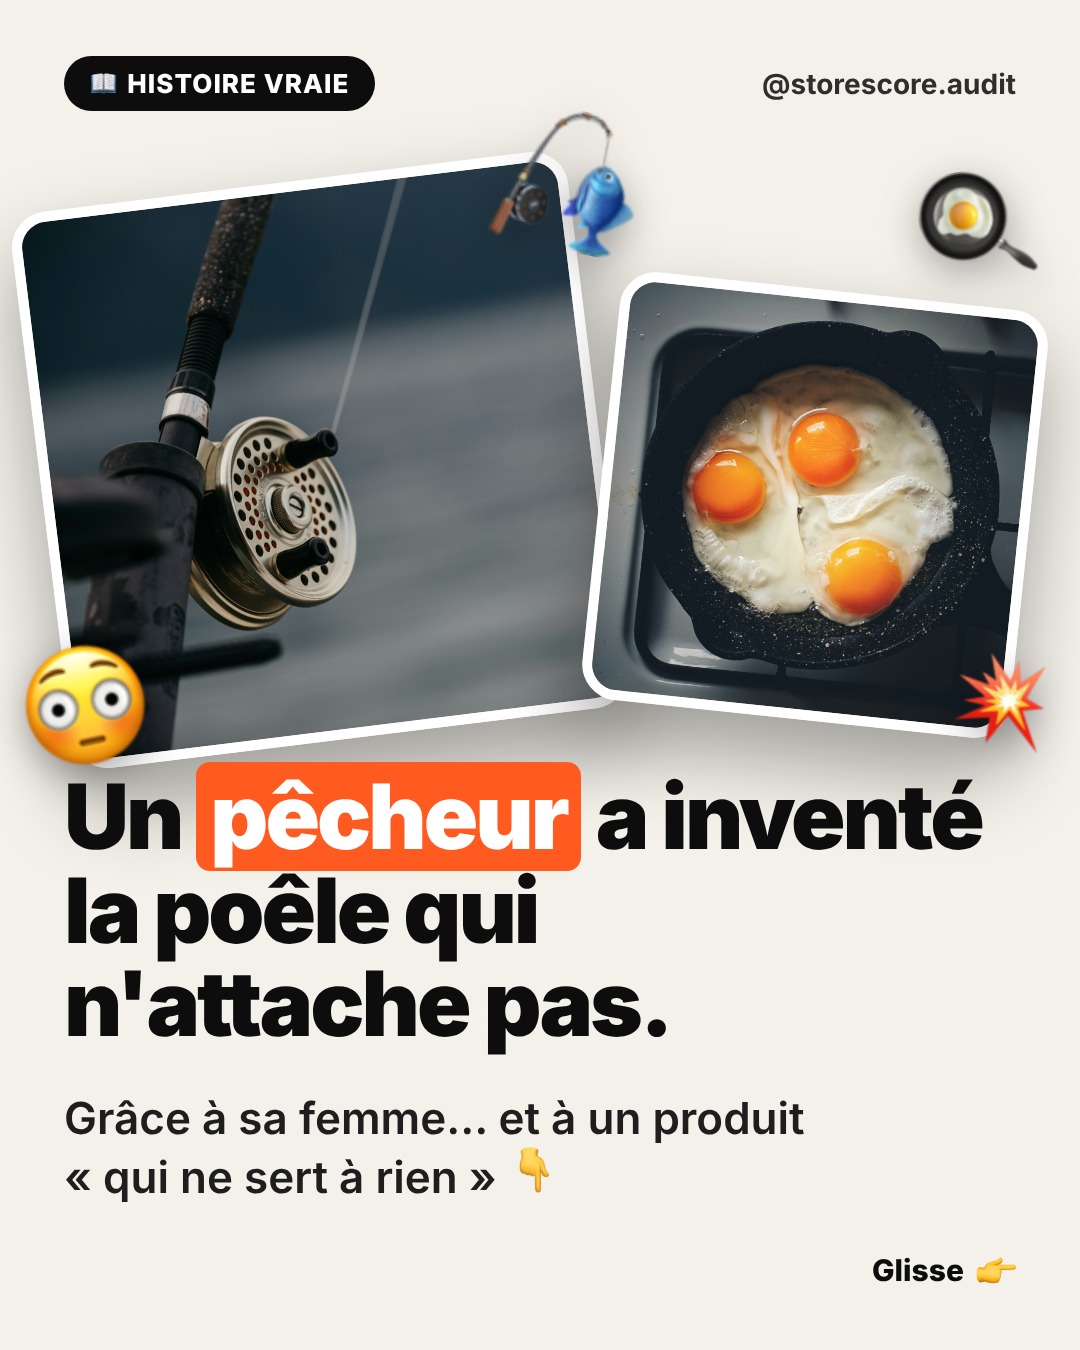 📖 HISTOIRE VRAIE
@storescore.audit
Un pêcheur a inventé
la poêle qui
n'attache pas.
Grâce à sa femme... et à un produit
« qui ne sert à rien » 👇
Glisse 👉